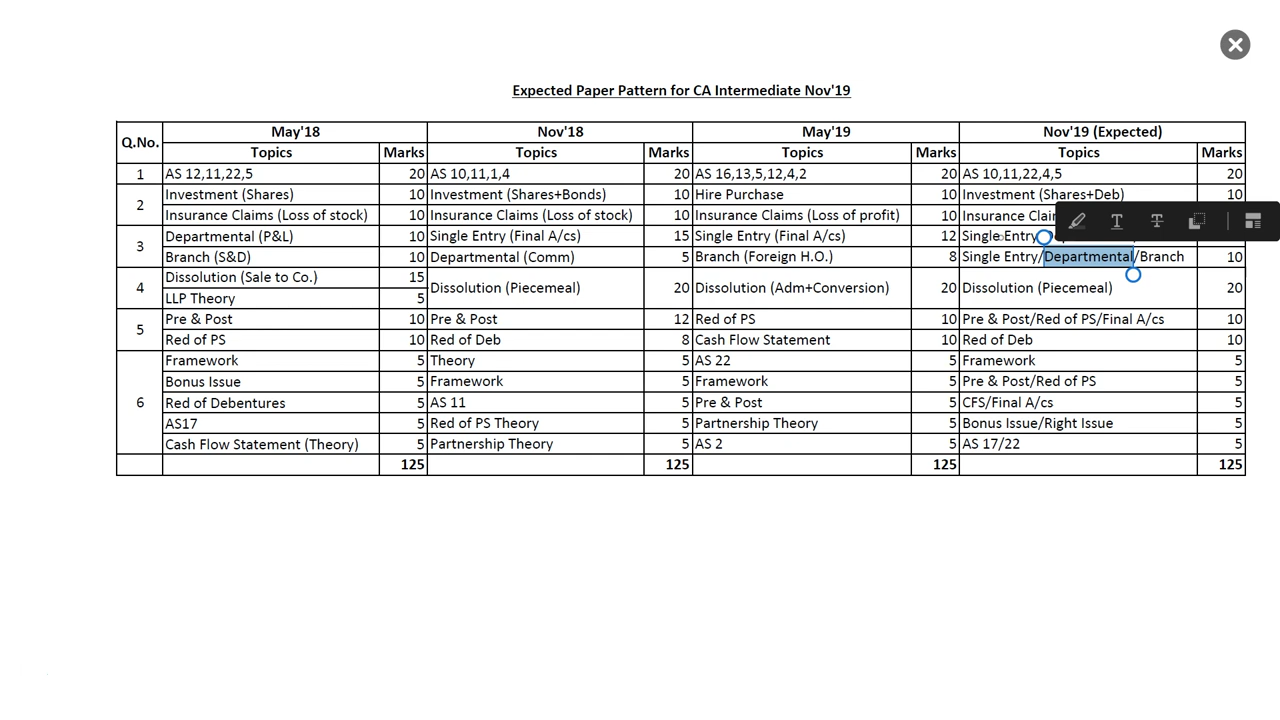 Expected Paper Pattern for CA Intermediate Nov'19
Q.No. May'18 Nov'18 May'19 Nov'19 (Expected)
Topics Marks Topics Marks Topics Marks Topics Marks
1 AS 12,11,22,5 20 AS 10,11,1,4 20 AS 16,13,5,12,4,2 20 AS 10,11,22,4,5 20
2 Investment (Shares) 10 Investment (Shares+Bonds) 10 Hire Purchase 10 Investment (Shares+Deb) 10
Insurance Claims (Loss of stock) 10 Insurance Claims (Loss of stock) 10 Insurance Claims (Loss of profit) 10 Insurance
3 Departmental (P&L) 10 Single Entry (Final A/cs) 15 Single Entry (Final A/cs) 12 Single Entry
Branch (S&D) 10 Departmental (Comm) 5 Branch (Foreign H.O.) 8 Single Entry/Departmental/Branch 10
4 Dissolution (Sale to Co.) 15 Dissolution (Piecemeal) 20 Dissolution (Adm+Conversion) 20 Dissolution (Piecemeal) 20
LLP Theory 5
5 Pre & Post 10 Pre & Post 12 Red of PS 10 Pre & Post/Red of PS/Final A/cs 10
Red of PS 10 Red of Deb 8 Cash Flow Statement 10 Red of Deb 10
6 Framework 5 Theory 5 AS 22 5 Framework 5
Bonus Issue 5 Framework 5 Framework 5 Pre & Post/Red of PS 5
Red of Debentures 5 AS 11 5 Pre & Post 5 CFS/Final A/cs 5
AS17 5 Red of PS Theory 5 Partnership Theory 5 Bonus Issue/Right Issue 5
Cash Flow Statement (Theory) 5 Partnership Theory 5 AS 2 5 AS 17/22 5
125 125 125 125